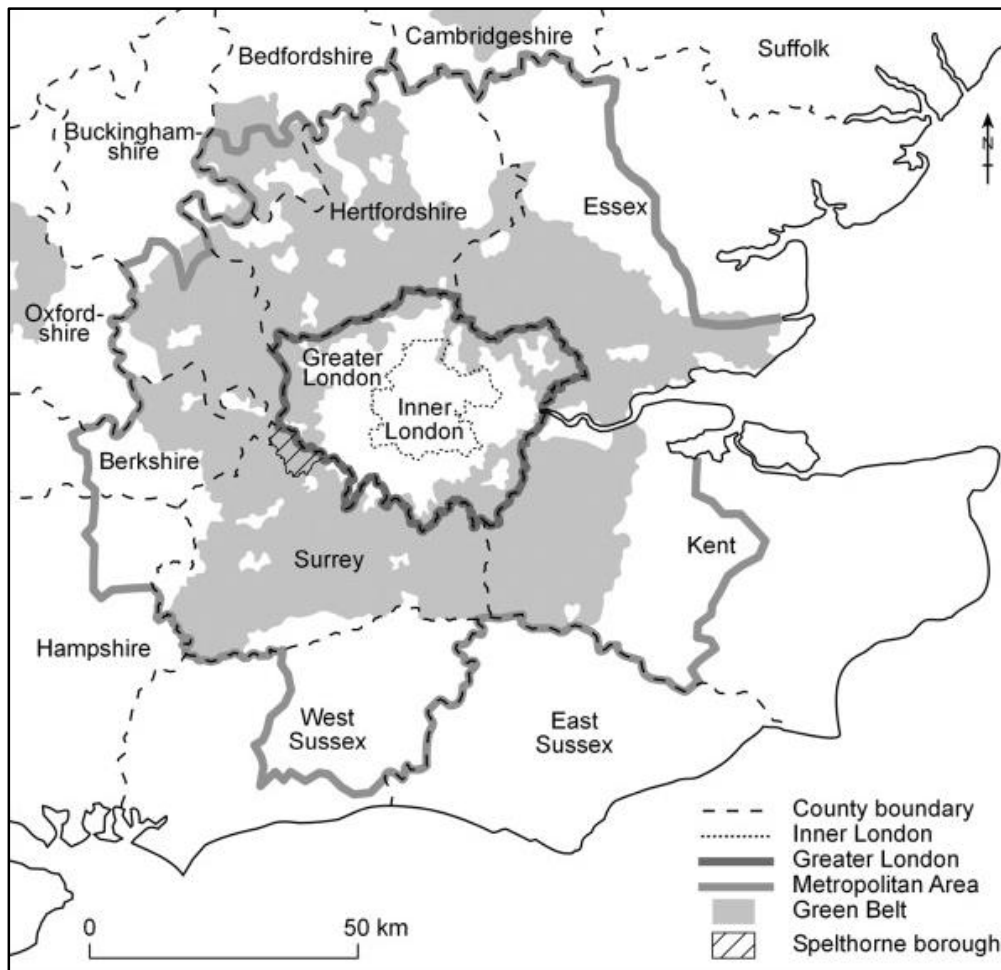 Cambridgeshire
Bedfordshire
Suffolk
Buckingham-
shire
N
Hertfordshire
Essex
Oxford-
shire
Greater
London
Inner
London
Berkshire
Surrey
Kent
Hampshire
West
Sussex
East
Sussex
County boundary
Inner London
Greater London
Metropolitan Area
Green Belt
Spelthorne borough
0
50 km